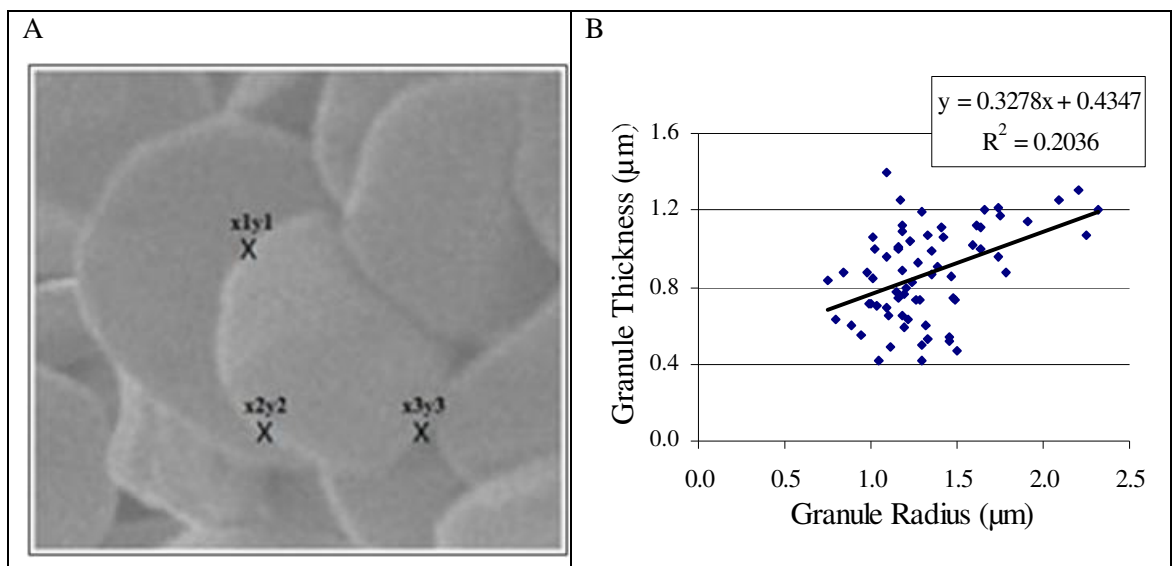 A
x1y1
X
x2y2
X
x3y3
X
B
y = 0.3278x + 0.4347
R² = 0.2036
Granule Thickness (μm)
1.6
1.2
0.8
0.4
0.0
0.0 0.5 1.0 1.5 2.0 2.5
Granule Radius (μm)